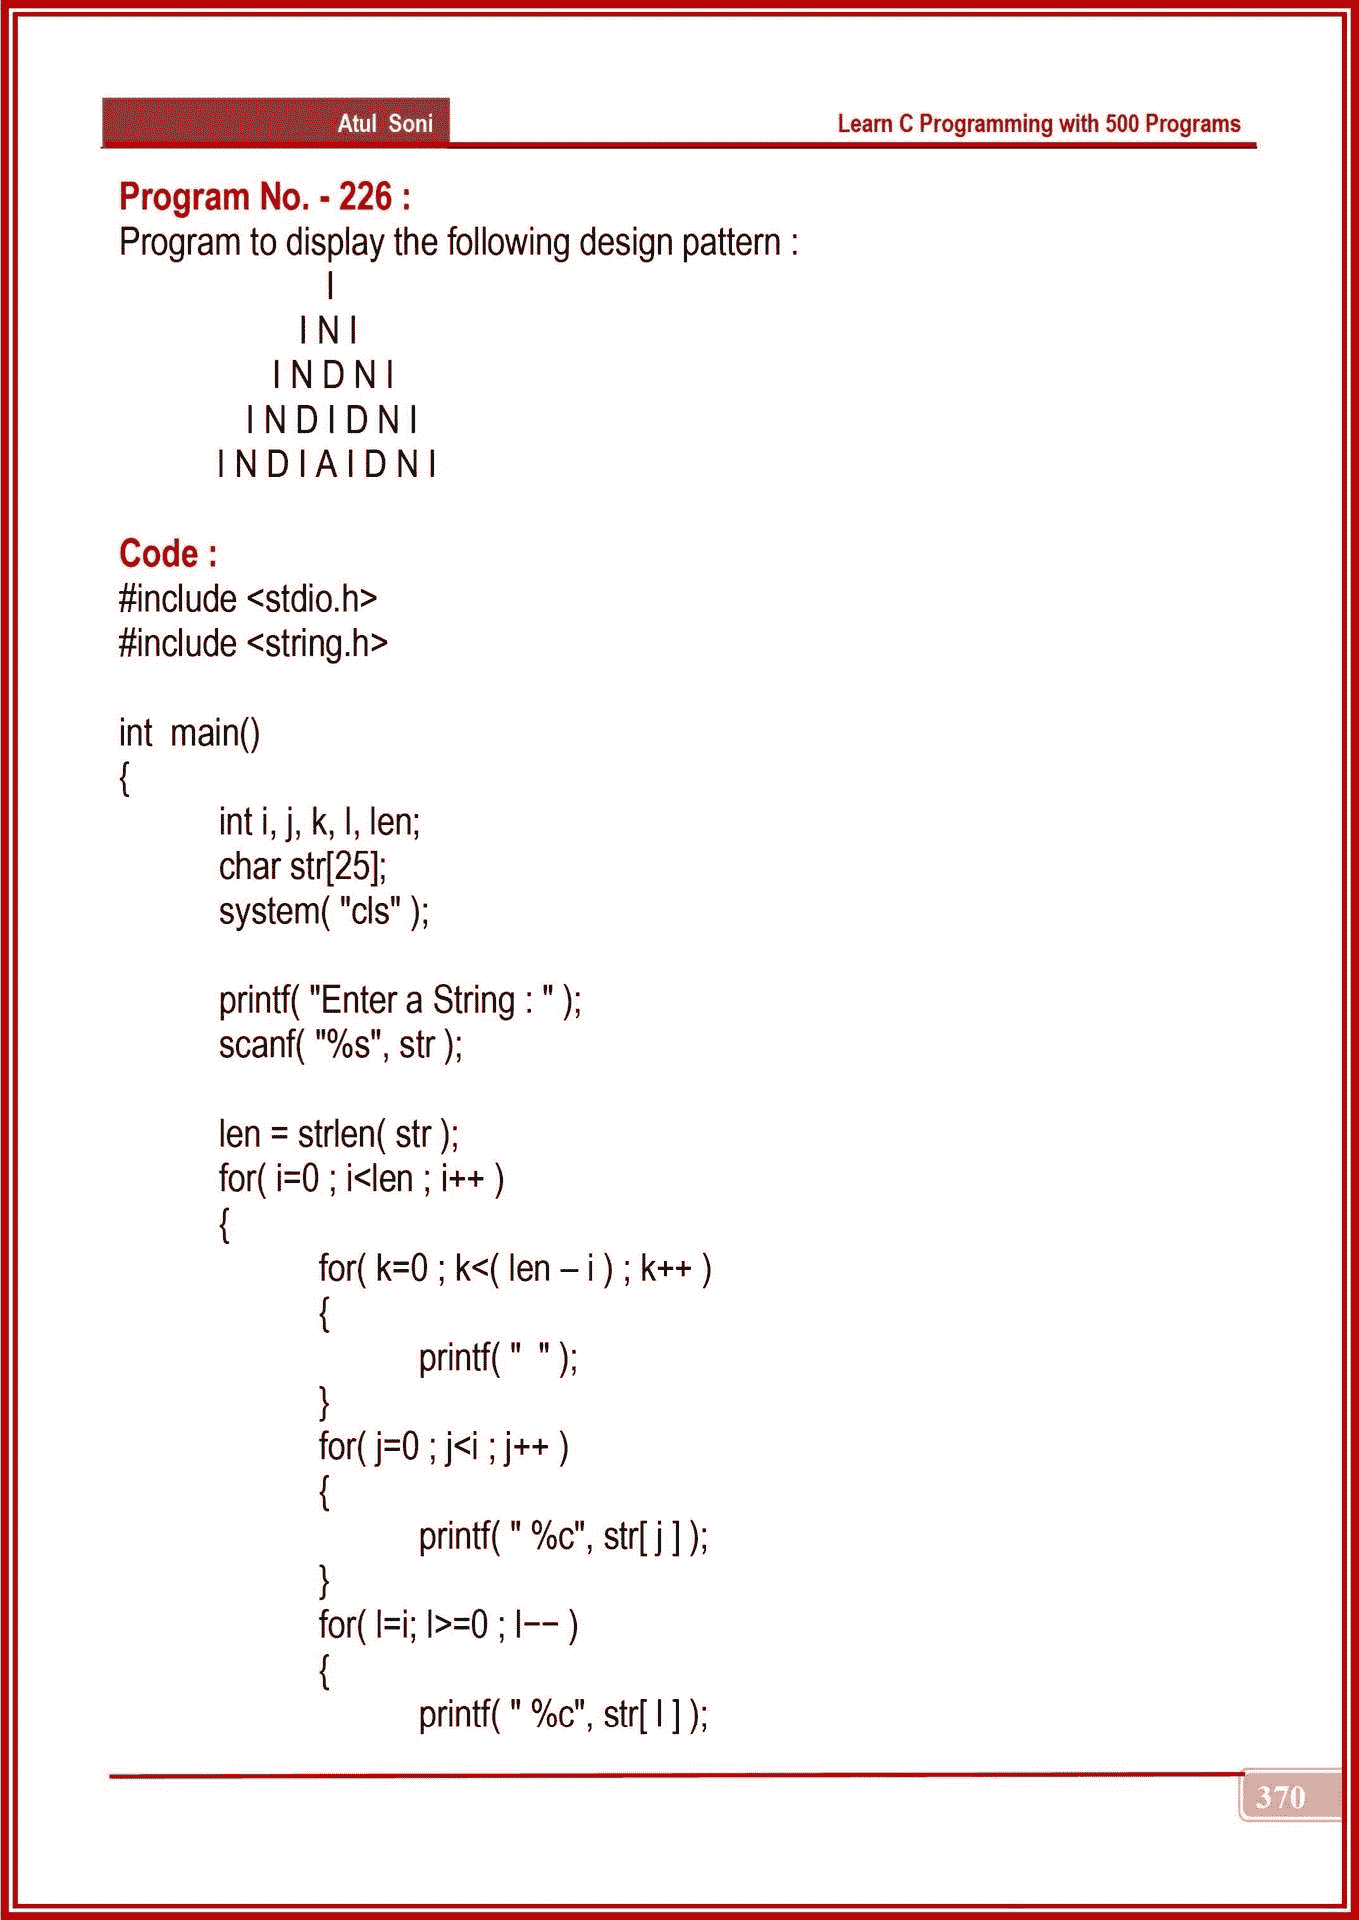 Atul  Soni
Learn C Programming with 500 Programs
Program No. - 226 :
Program to display the following design pattern :
I
I N I
I N D N I
I N D I D N I
I N D I A I D N I
Code :
#include <stdio.h>
#include <string.h>
int  main()
{
int i, j, k, l, len;
char str[25];
system( "cls" );
printf( "Enter a String : " );
scanf( "%s", str );
len = strlen( str );
for( i=0 ; i<len ; i++ )
{
for( k=0 ; k<( len – i ) ; k++ )
{
printf( "  " );
}
for( j=0 ; j<i ; j++ )
{
printf( " %c", str[ j ] );
}
for( l=i; l>=0 ; l−− )
{
printf( " %c", str[ l ] );
370